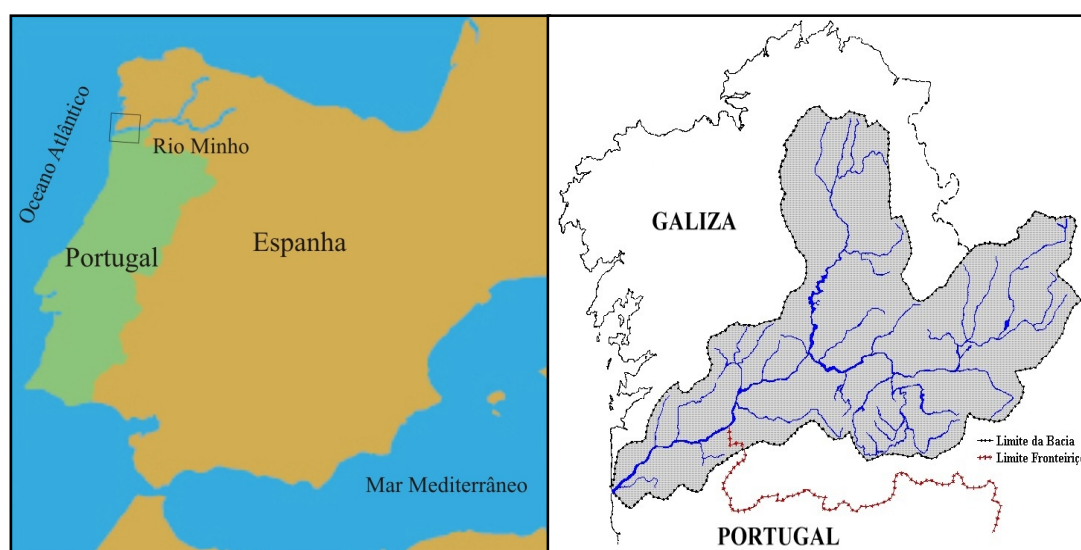 Oceano Atlântico
Rio Minho
Espanha
Portugal
Mar Mediterrâneo
GALIZA
Limite da Bacia
Limite Fronteiriço
PORTUGAL